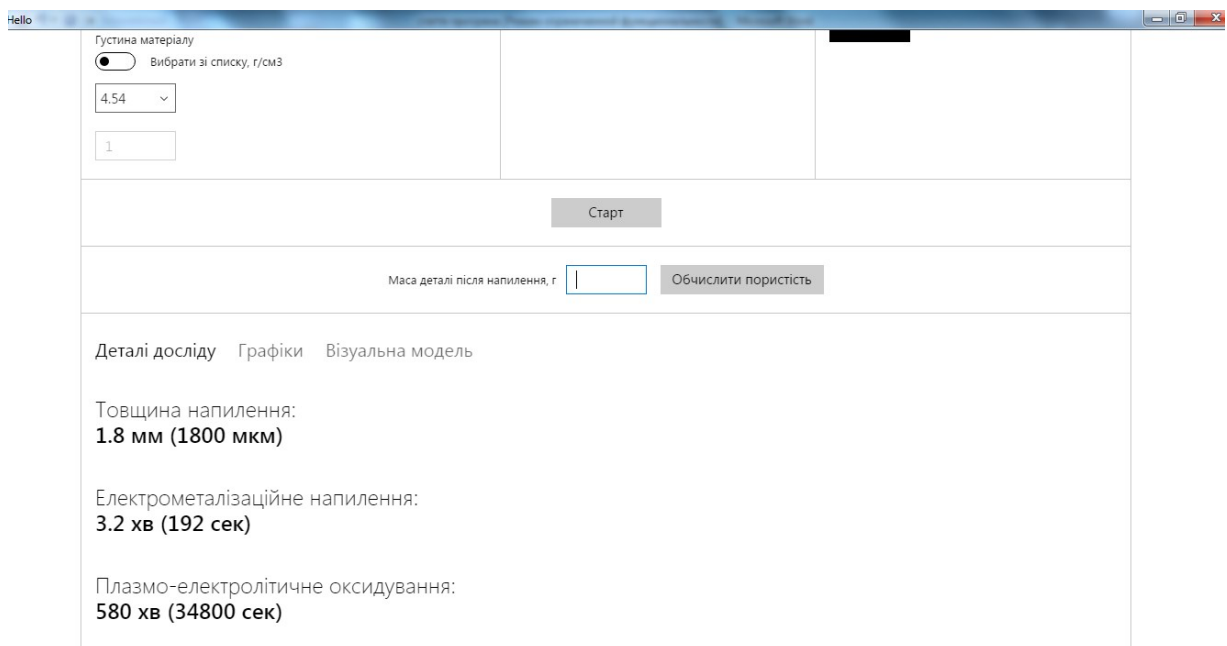 Hello
Густина матеріалу
Вибрати зі списку, г/см3
4.54
1
Старт
Маса деталі після напилення, г
Обчислити пористість
Деталі досліду Графіки Візуальна модель
Товщина напилення:
1.8 мм (1800 мкм)
Електрометалізаційне напилення:
3.2 хв (192 сек)
Плазмо-електролітичне оксидування:
580 хв (34800 сек)